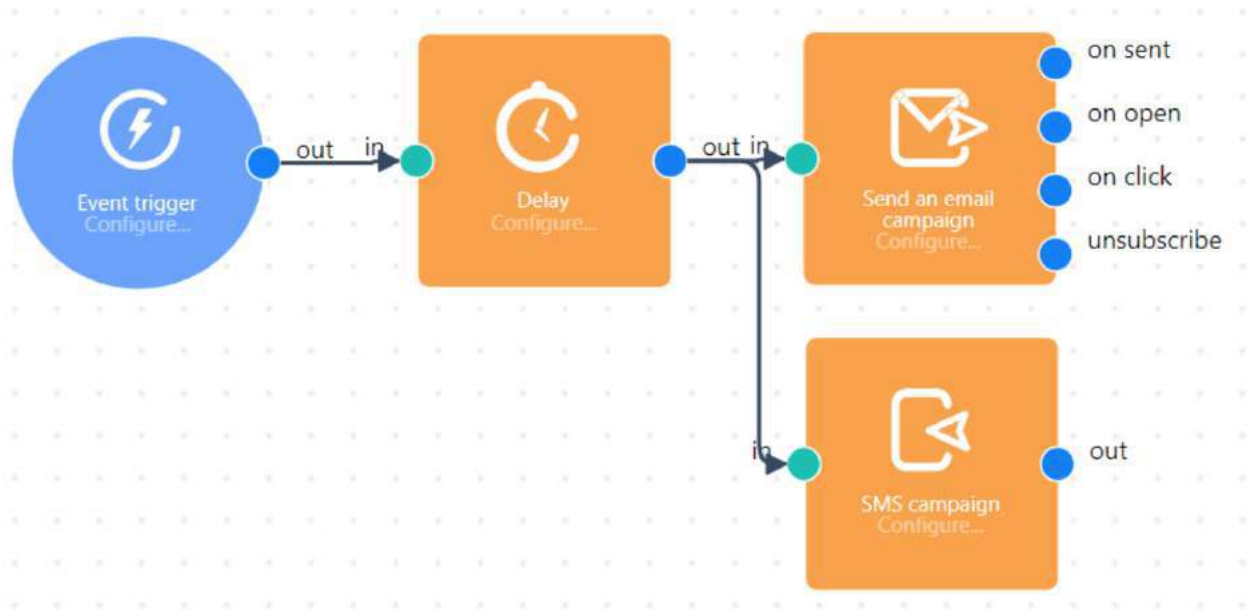 out
in
Event trigger
Configure...
Delay
Configure...
out
in
Send an email
campaign
Configure...
on sent
on open
on click
unsubscribe
in
SMS campaign
Configure...
out